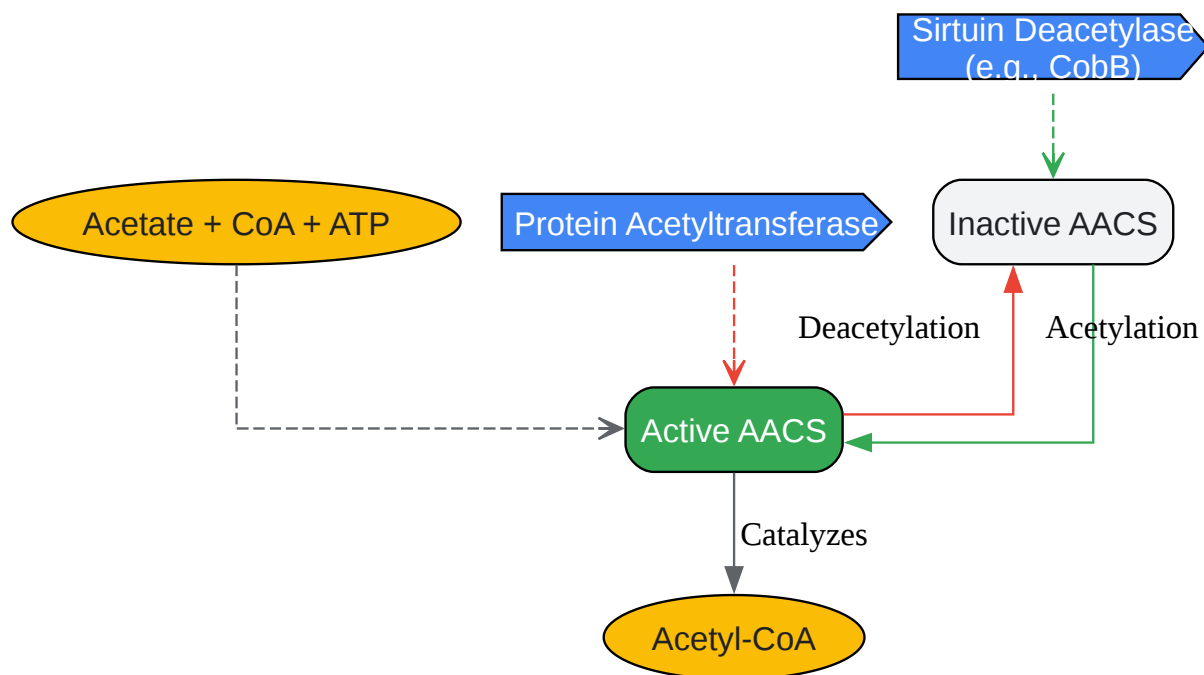 Sirtuin Deacetylase
(e.g., CobB)
Acetate + CoA + ATP
Protein Acetyltransferase
Inactive AACS
Deacetylation
Acetylation
Active AACS
Catalyzes
Acetyl-CoA